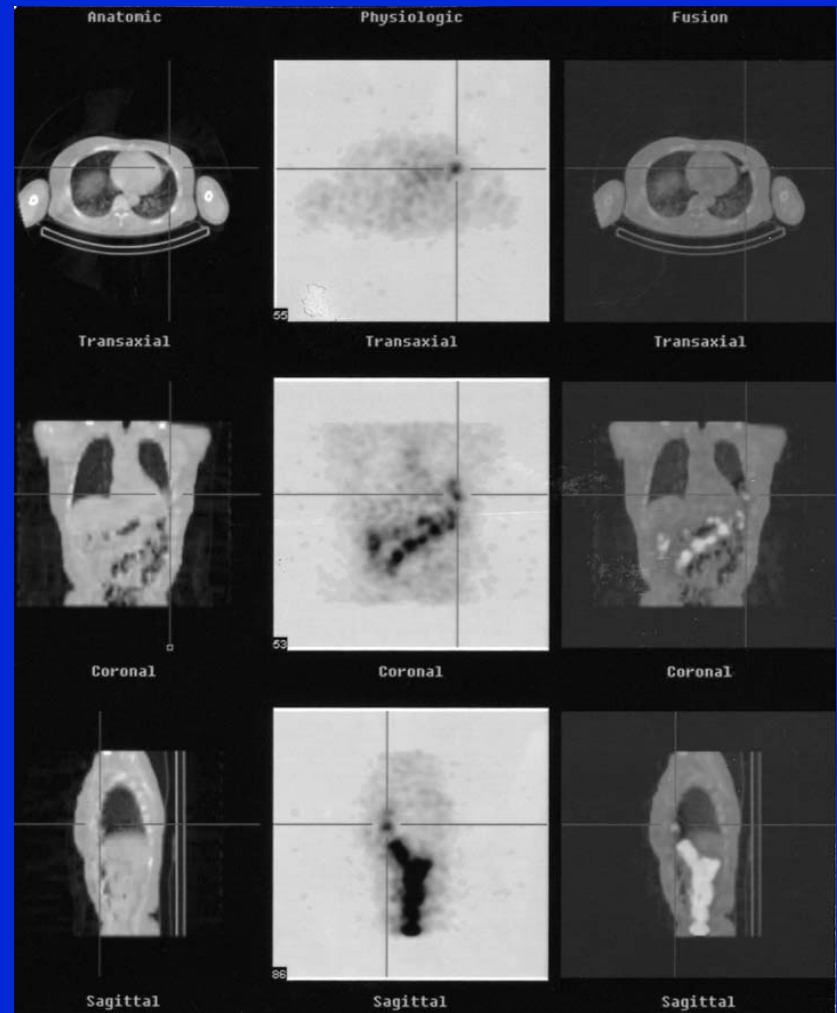 Anatomic Physiologic Fusion
55
Transaxial Transaxial Transaxial
53
Coronal Coronal Coronal
86
Sagittal Sagittal Sagittal